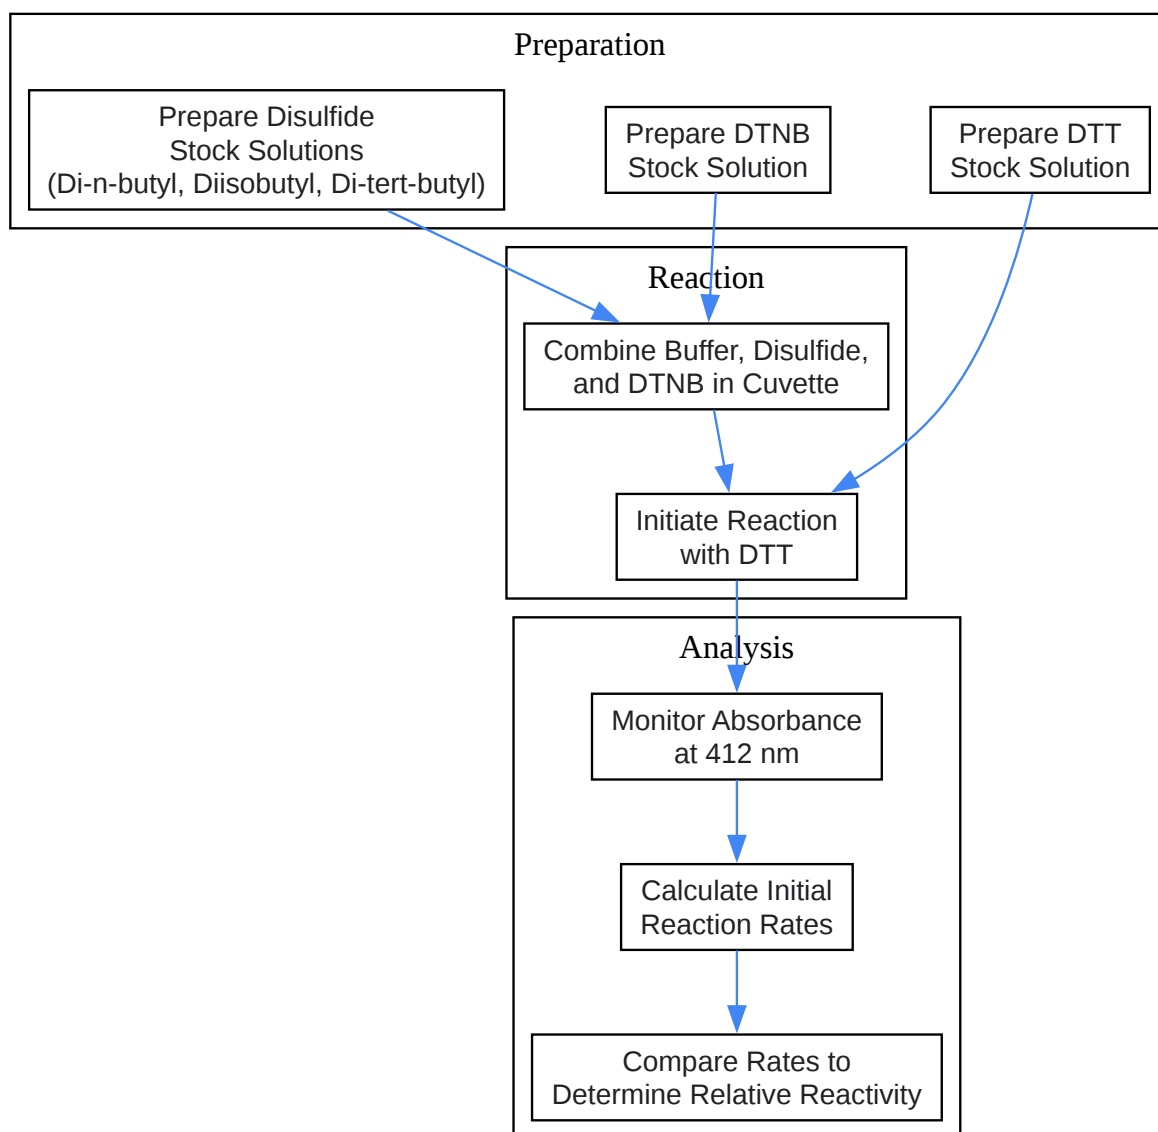 Preparation
Prepare Disulfide
Stock Solutions
(Di-n-butyl, Diisobutyl, Di-tert-butyl)
Prepare DTNB
Stock Solution
Prepare DTT
Stock Solution
Reaction
Combine Buffer, Disulfide,
and DTNB in Cuvette
Initiate Reaction
with DTT
Analysis
Monitor Absorbance
at 412 nm
Calculate Initial
Reaction Rates
Compare Rates to
Determine Relative Reactivity